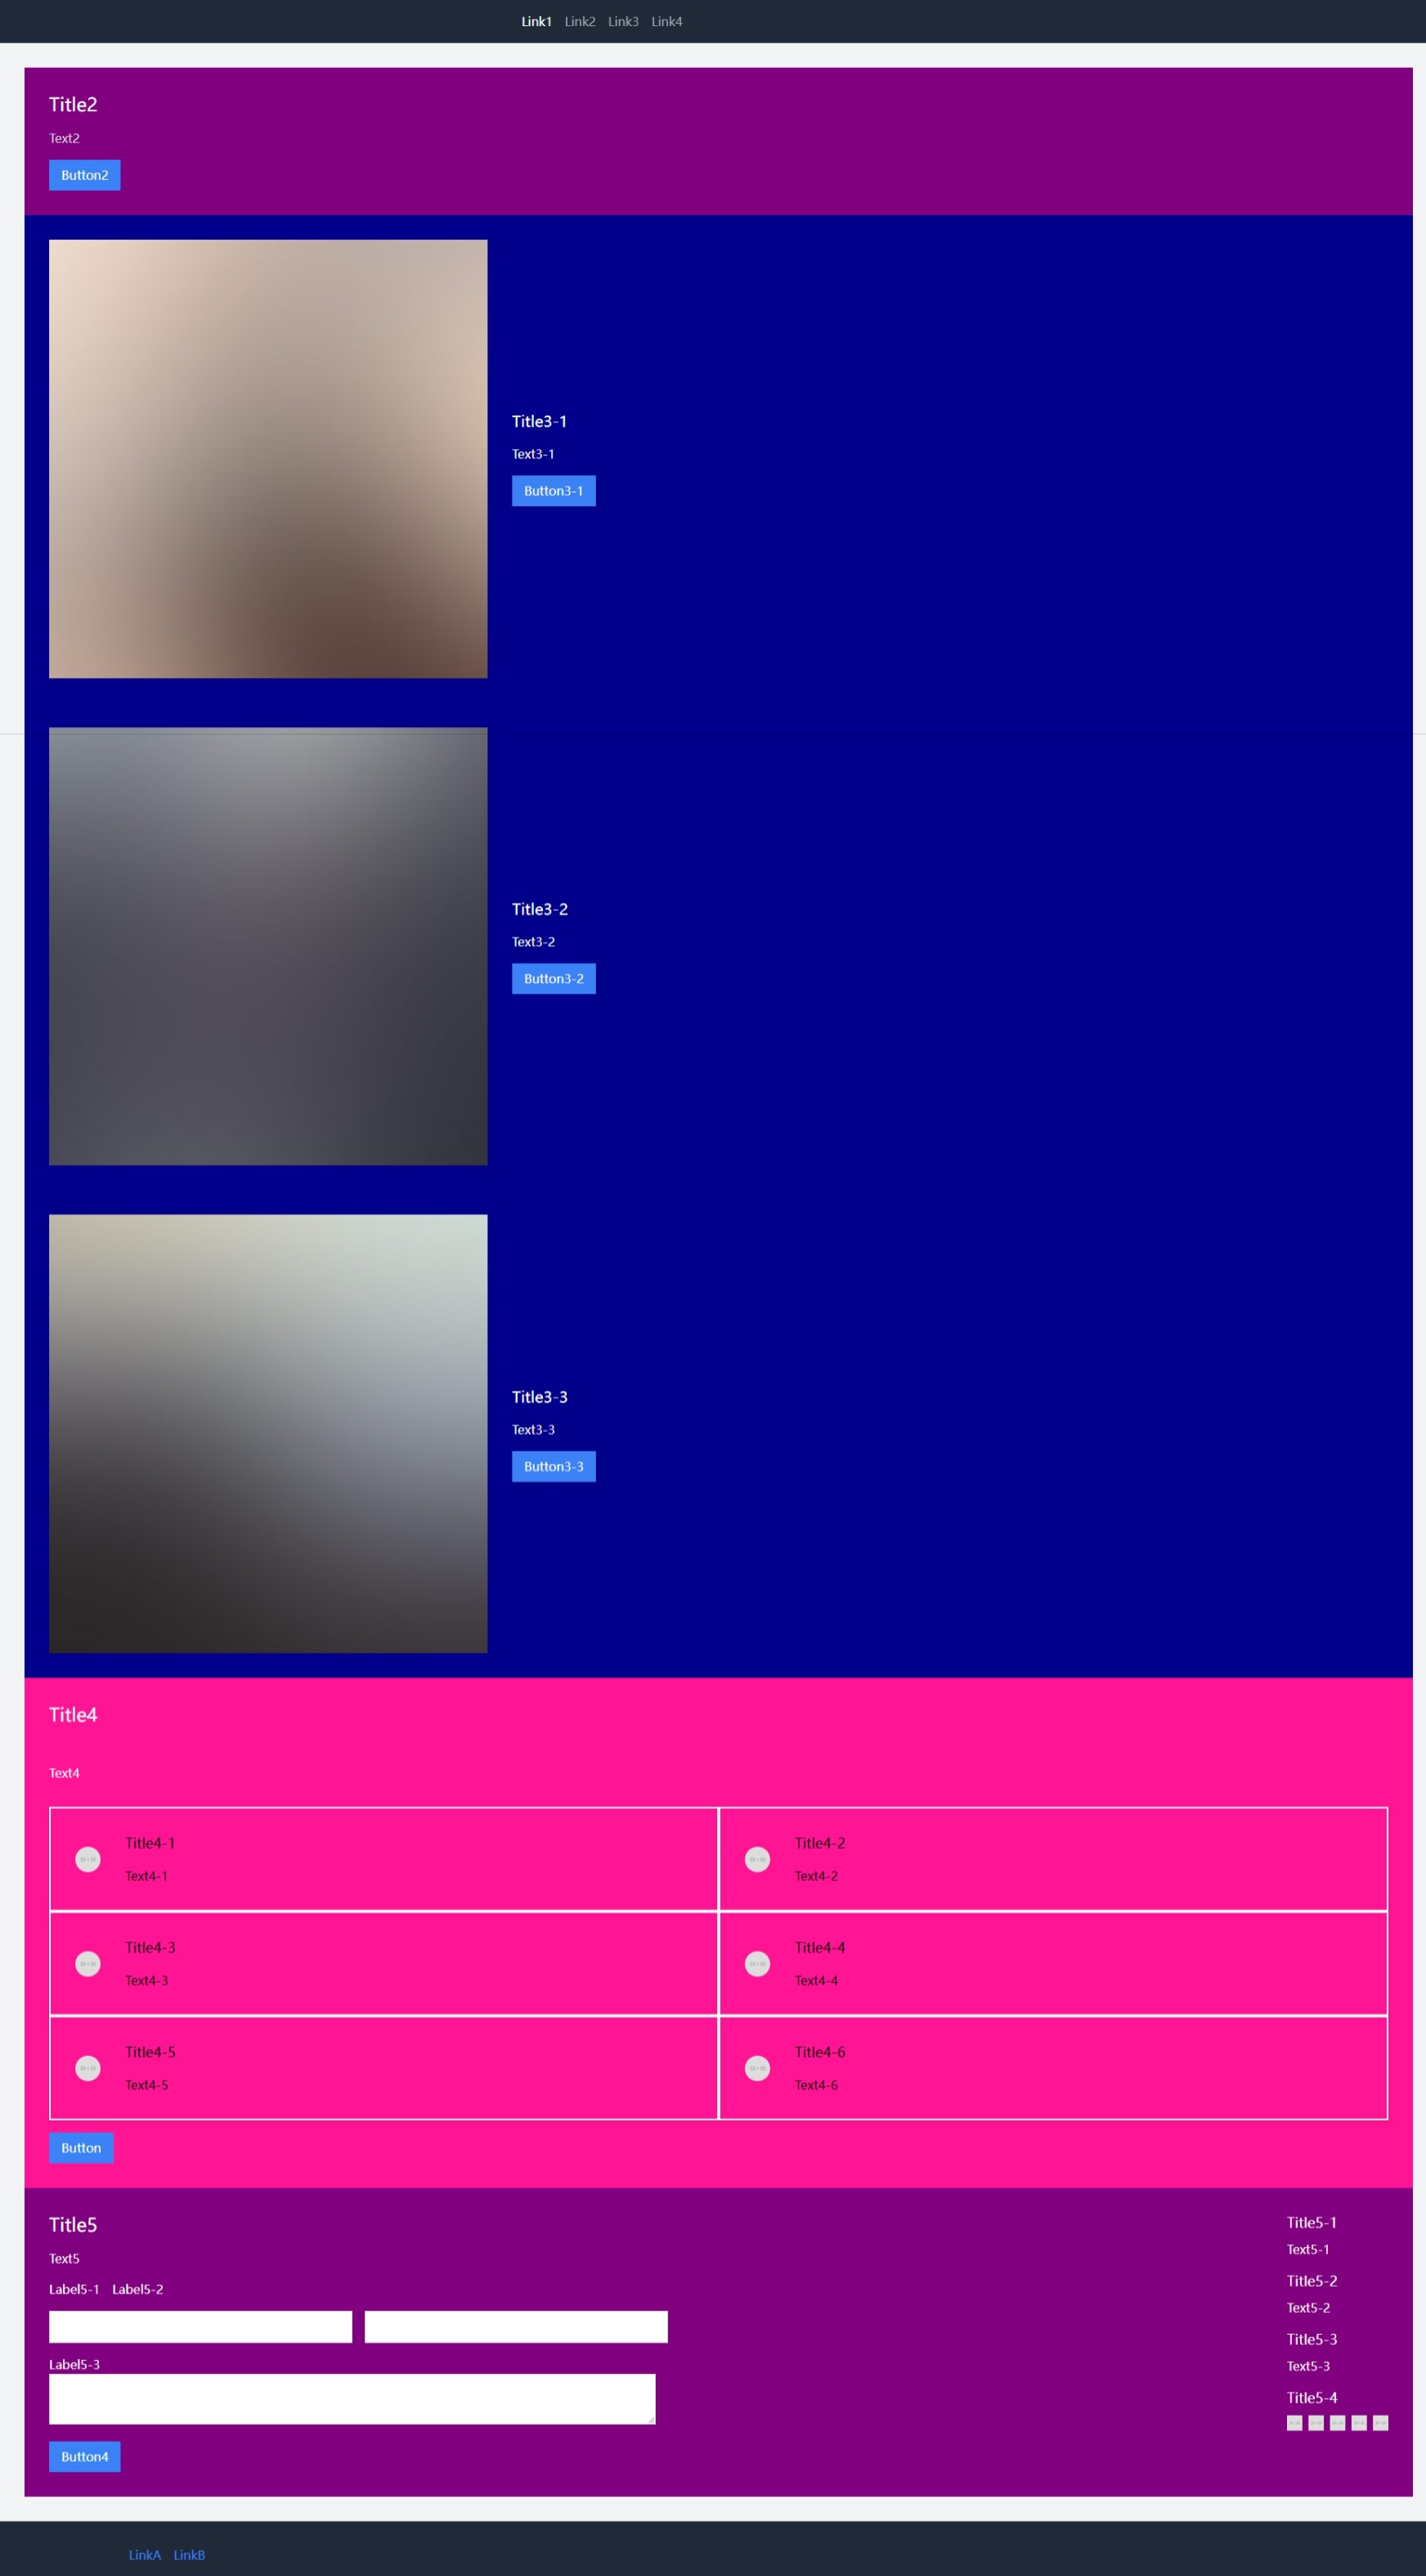 Link1 Link2 Link3 Link4
Title2
Text2
Button2
Title3-1
Text3-1
Button3-1
Title3-2
Text3-2
Button3-2
Title3-3
Text3-3
Button3-3
Title4
Text4
Title4-1
Text4-1
Title4-2
Text4-2
Title4-3
Text4-3
Title4-4
Text4-4
Title4-5
Text4-5
Title4-6
Text4-6
Button
Title5
Text5
Label5-1 Label5-2
Label5-3
Button4
Title5-1
Text5-1
Title5-2
Text5-2
Title5-3
Text5-3
Title5-4
LinkA LinkB